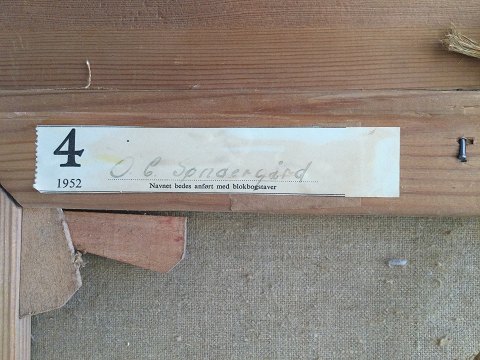 4
O C Søndergård
1952
Navnet bedes anført med blokbogstaver